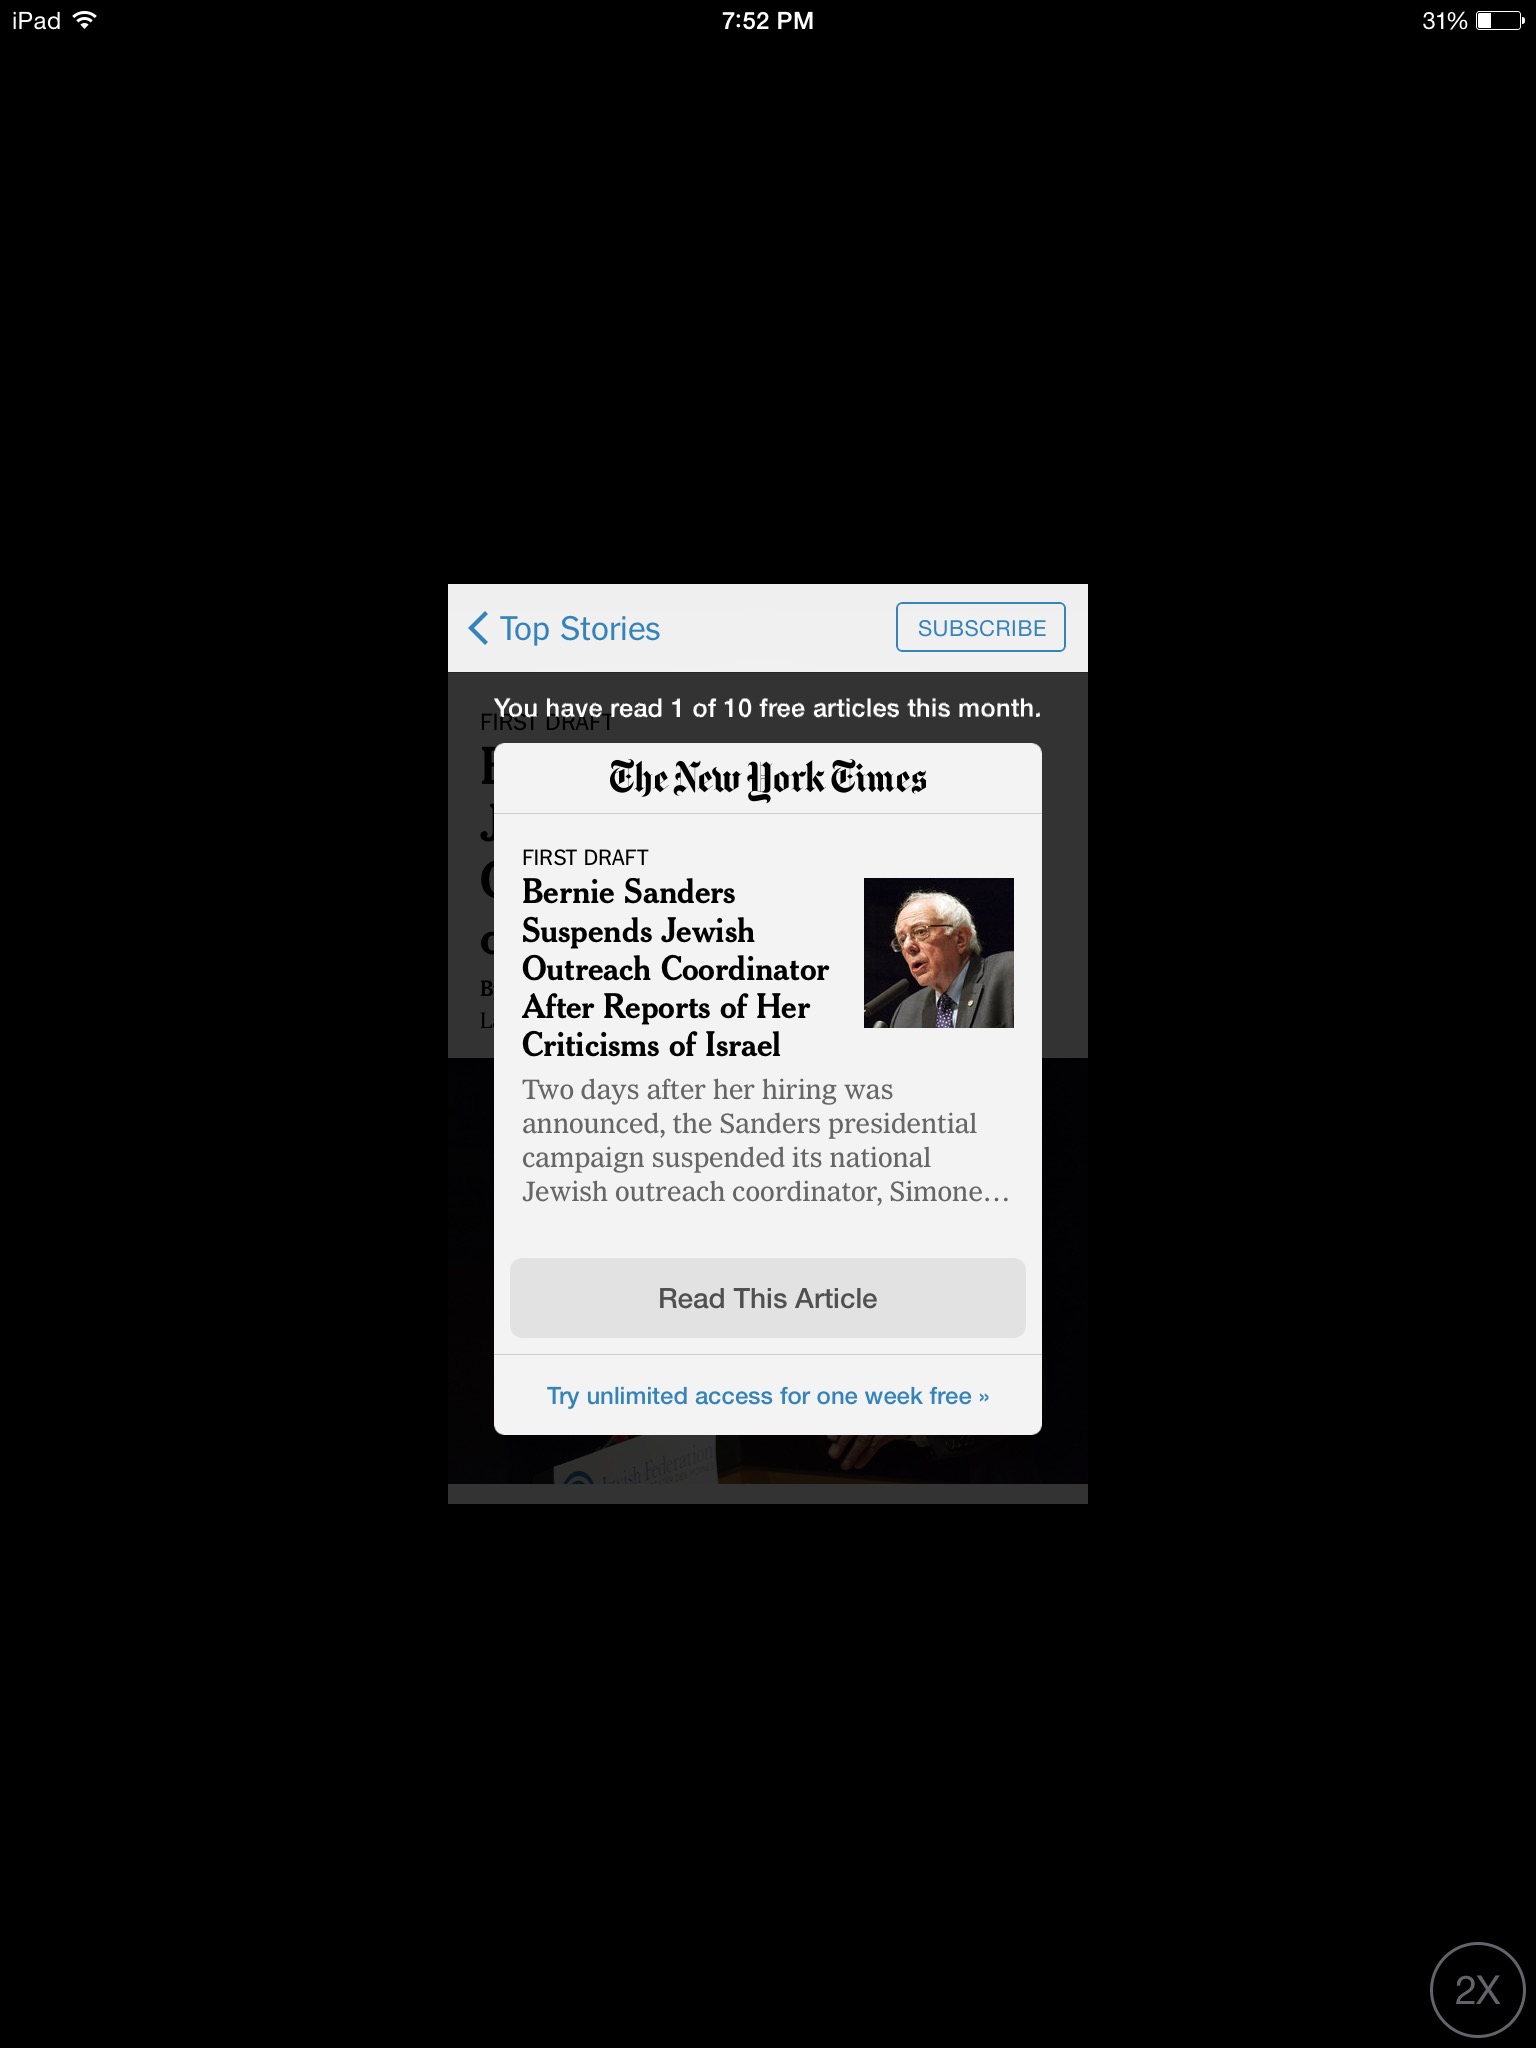 iPad 7:52 PM 31%
Top Stories SUBSCRIBE
You have read 1 of 10 free articles this month.
FIRST DRAFT
The New York Times
FIRST DRAFT
Bernie Sanders
Suspends Jewish
Outreach Coordinator
After Reports of Her
Criticisms of Israel
Two days after her hiring was
announced, the Sanders presidential
campaign suspended its national
Jewish outreach coordinator, Simone…
Read This Article
Try unlimited access for one week free »
Jewish Federation
2X